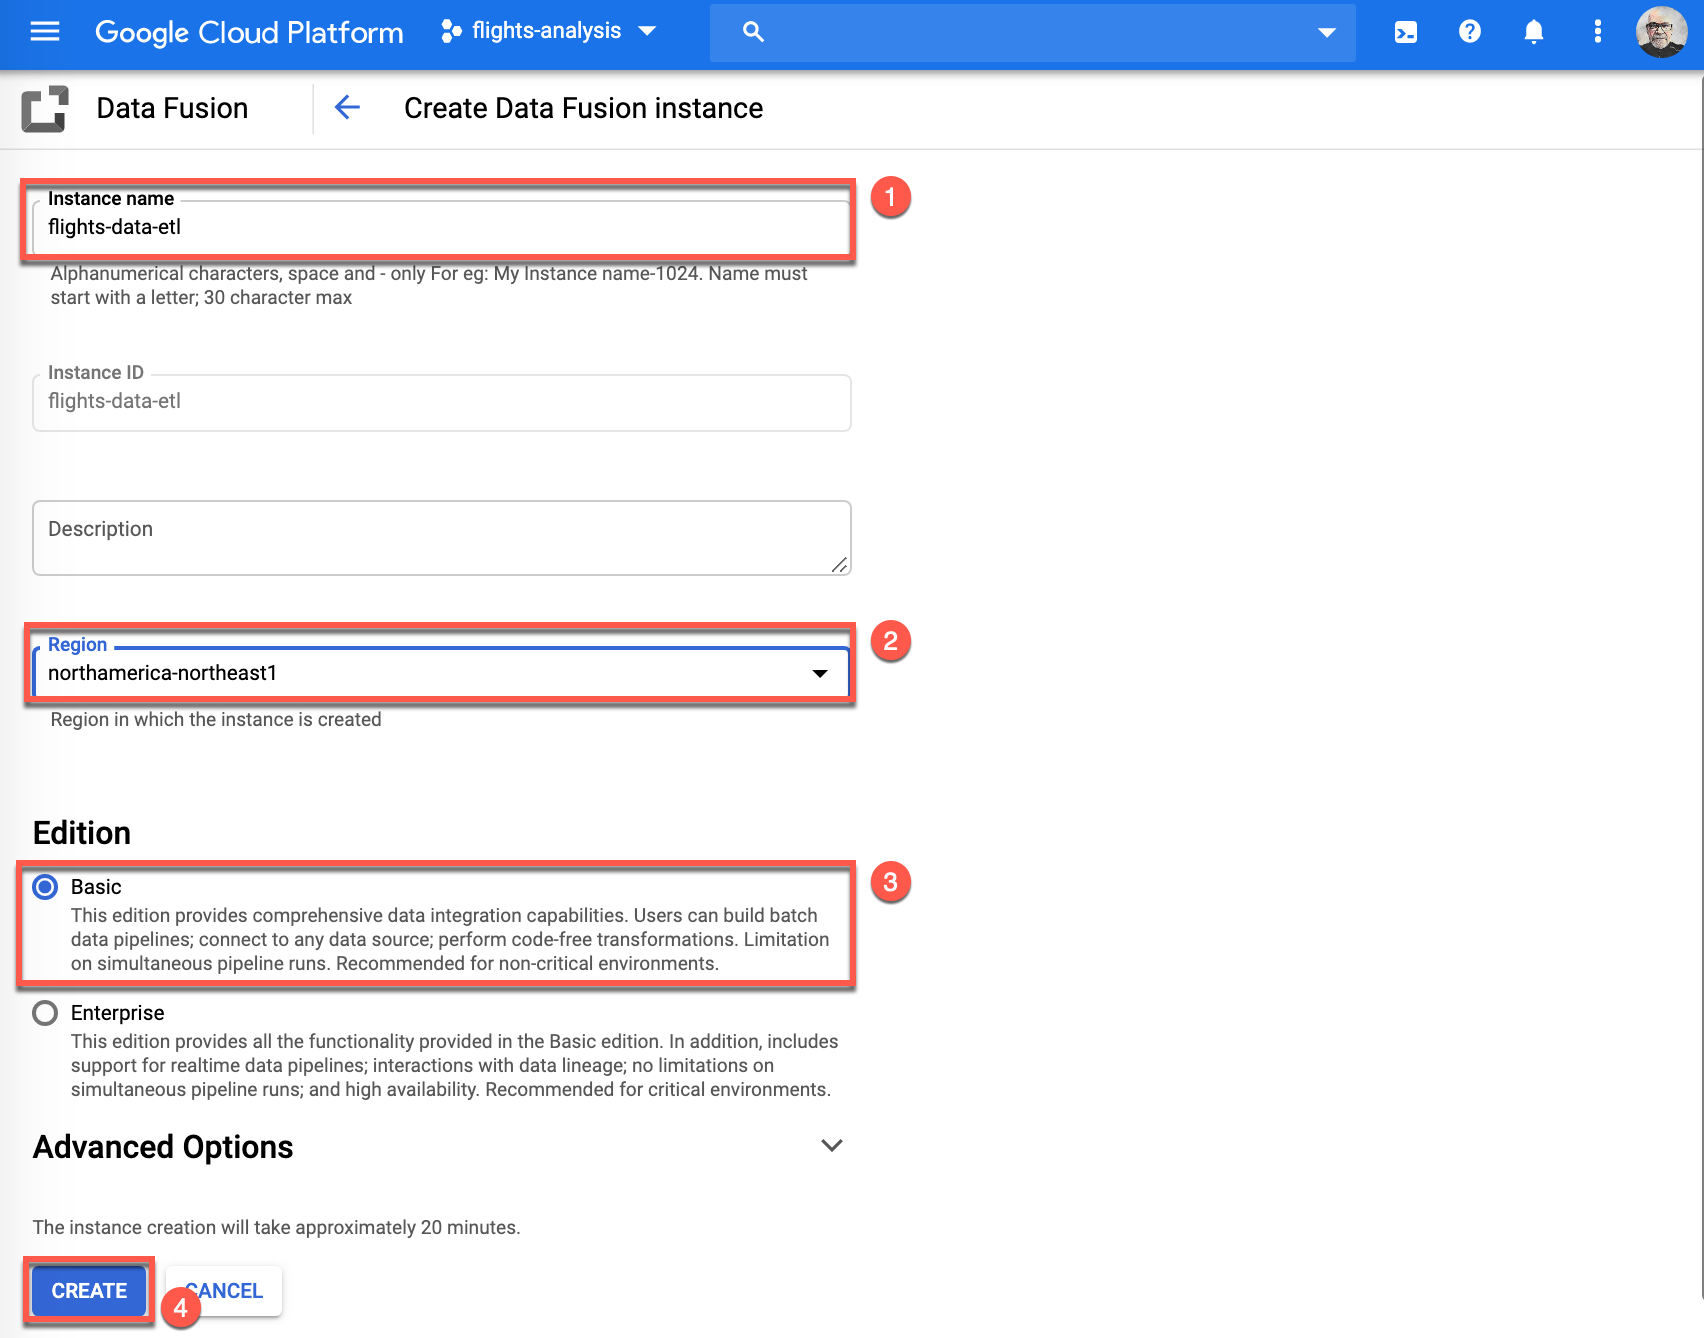 Google Cloud Platform
flights-analysis
Data Fusion
Create Data Fusion instance
Instance name
1
flights-data-etl
Alphanumerical characters, space and - only For eg: My Instance name-1024. Name must
start with a letter; 30 character max
Instance ID
flights-data-etl
Description
Region
2
northamerica-northeast1
Region in which the instance is created
Edition
Basic
3
This edition provides comprehensive data integration capabilities. Users can build batch
data pipelines; connect to any data source; perform code-free transformations. Limitation
on simultaneous pipeline runs. Recommended for non-critical environments.
Enterprise
This edition provides all the functionality provided in the Basic edition. In addition, includes
support for realtime data pipelines; interactions with data lineage; no limitations on
simultaneous pipeline runs; and high availability. Recommended for critical environments.
Advanced Options
The instance creation will take approximately 20 minutes.
CREATE
CANCEL
4